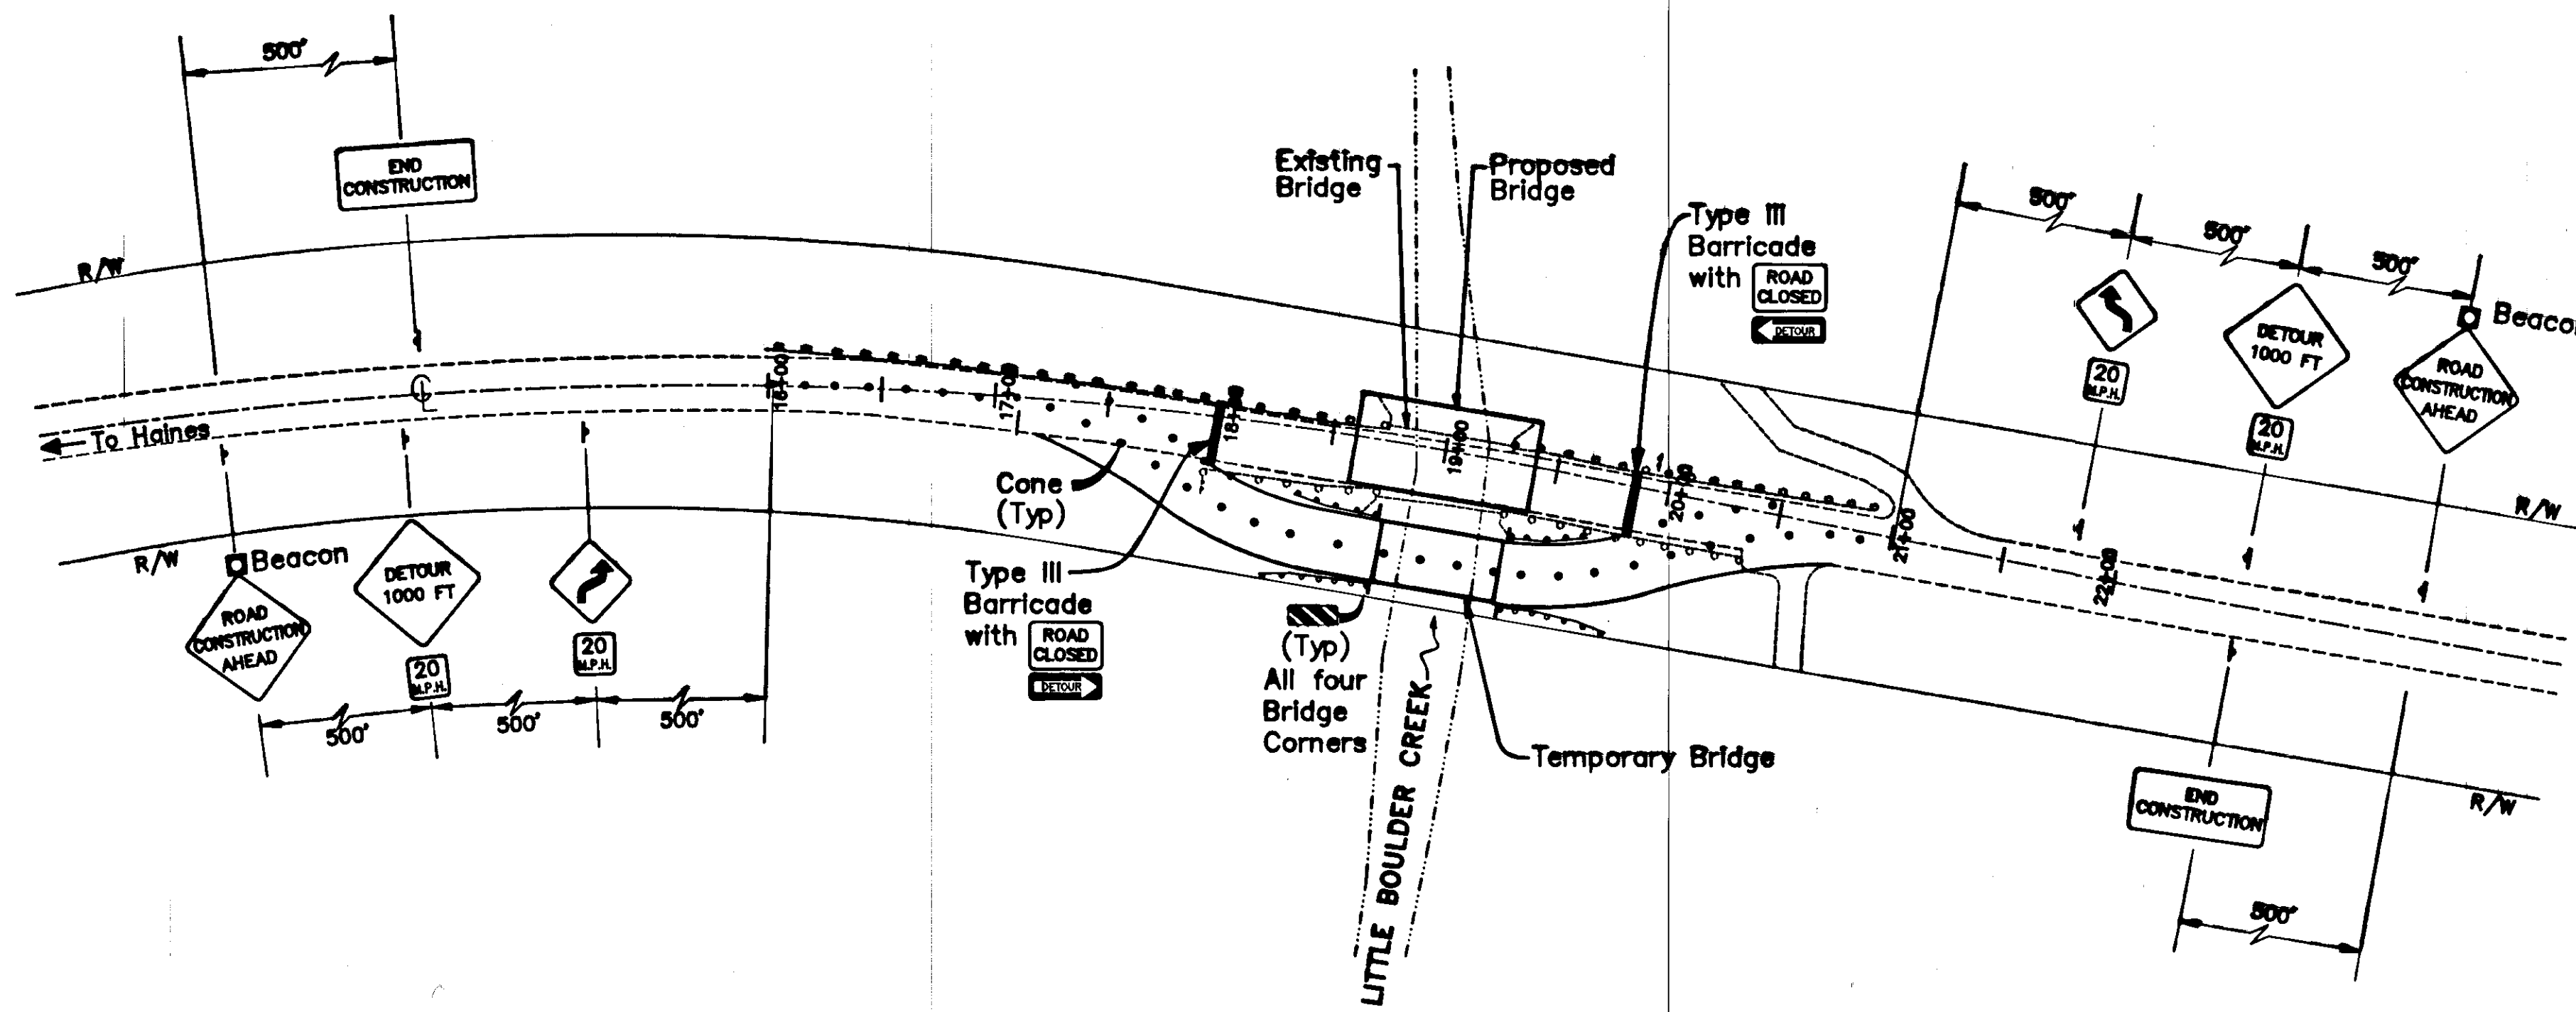 500'
END
CONSTRUCTION
R/W
To Haines
R/W
Beacon
ROAD
CONSTRUCTION
AHEAD
DETOUR
1000 FT
20
M.P.H.
20
M.P.H.
500'
500'
500'
CL
16+00
17+00
Cone
(Typ)
Type III
Barricade
with
ROAD
CLOSED
DETOUR
Existing
Bridge
Proposed
Bridge
19+00
Type III
Barricade
with
ROAD
CLOSED
DETOUR
20+00
21+00
22+00
(Typ)
All four
Bridge
Corners
LITTLE BOULDER CREEK
Temporary Bridge
500'
500'
500'
20
M.P.H.
DETOUR
1000 FT
20
M.P.H.
Beacon
ROAD
CONSTRUCTION
AHEAD
R/W
R/W
END
CONSTRUCTION
500'